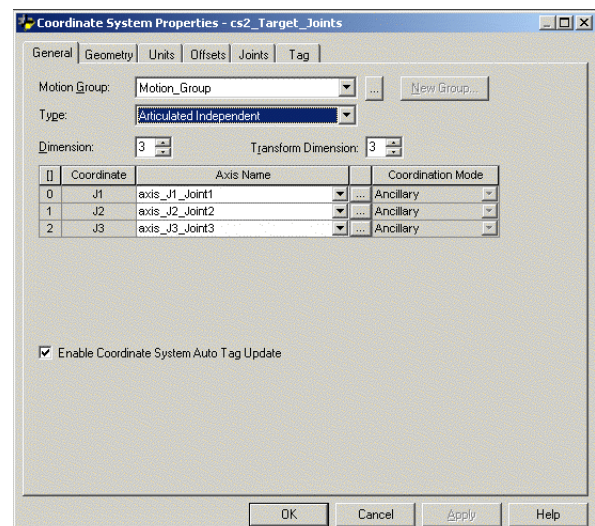 Coordinate System Properties - cs2_Target_Joints
General Geometry Units Offsets Joints Tag
Motion Group: Motion_Group ... New Group...
Type: Articulated Independent
Dimension: 3 Transform Dimension: 3
[] Coordinate Axis Name Coordination Mode
0 J1 axis_J1_Joint1 ... Ancillary
1 J2 axis_J2_Joint2 ... Ancillary
2 J3 axis_J3_Joint3 ... Ancillary
Enable Coordinate System Auto Tag Update
OK Cancel Apply Help